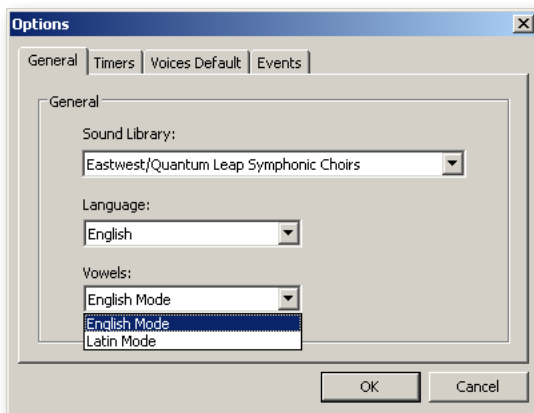 Options
General Timers Voices Default Events
General
Sound Library:
Eastwest/Quantum Leap Symphonic Choirs
Language:
English
Vowels:
English Mode
English Mode
Latin Mode
OK Cancel